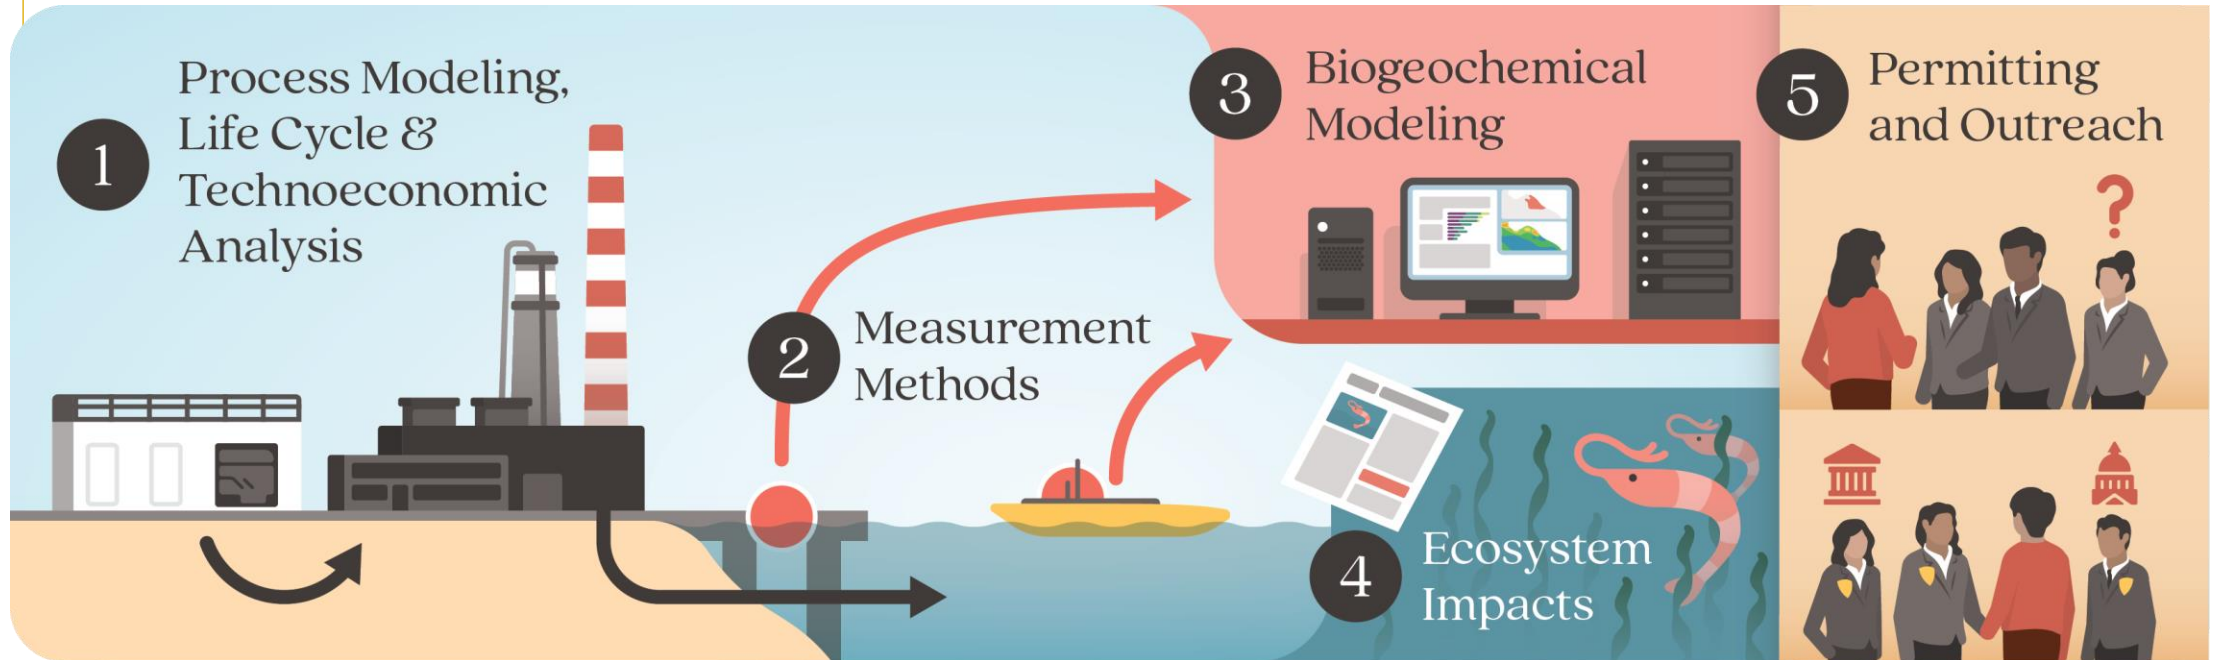 1
Process Modeling,
Life Cycle &
Technoeconomic
Analysis
2
Measurement
Methods
3
Biogeochemical
Modeling
4
Ecosystem
Impacts
5
Permitting
and Outreach
?